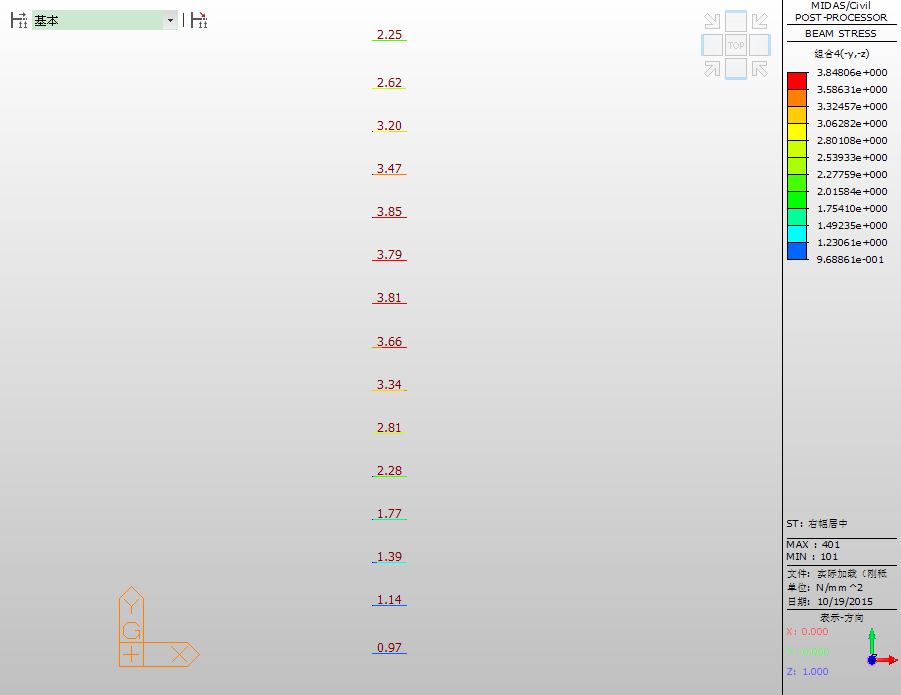 基本
2.25
2.62
3.20
3.47
3.85
3.79
3.81
3.66
3.34
2.81
2.28
1.77
1.39
1.14
0.97
TOP
Y
G
X
MIDAS/Civil
POST-PROCESSOR
BEAM STRESS
组合4(-y,-z)
3.84806e+000
3.58631e+000
3.32457e+000
3.06282e+000
2.80108e+000
2.53933e+000
2.27759e+000
2.01584e+000
1.75410e+000
1.49235e+000
1.23061e+000
9.68861e-001
ST: 右幅居中
MAX : 401
MIN : 101
文件: 实际加载（刚秖
单位: N/mm^2
日期: 10/19/2015
表示-方向
X: 0.000
Y: 0.000
Z: 1.000
Z